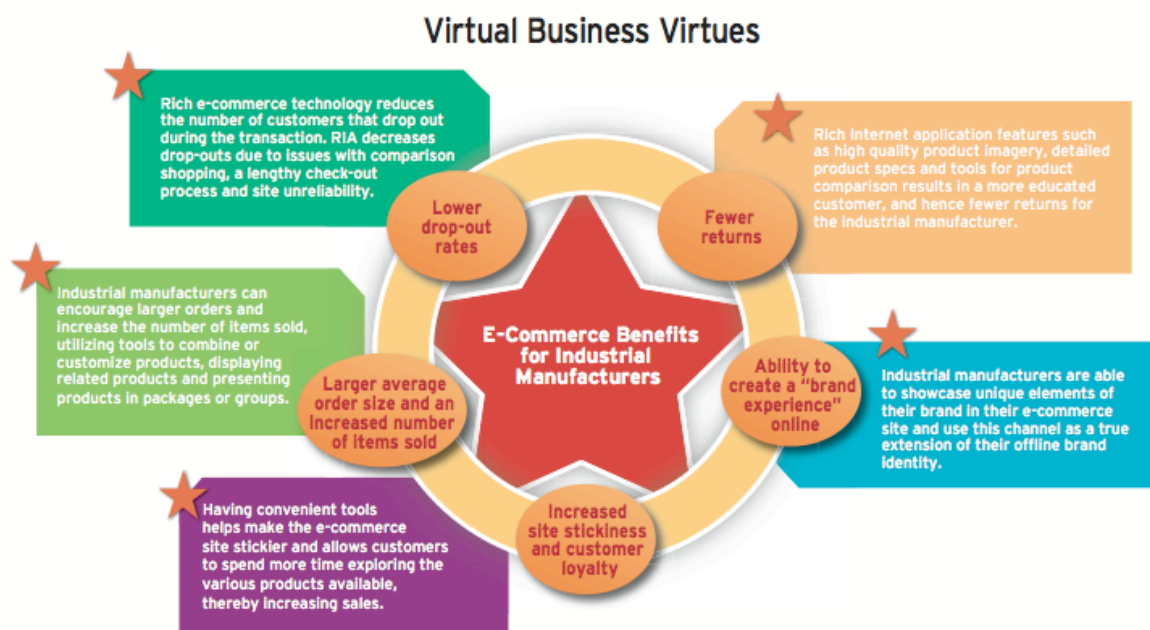 Virtual Business Virtues
Rich e-commerce technology reduces
the number of customers that drop out
during the transaction. RIA decreases
drop-outs due to issues with comparison
shopping, a lengthy check-out
process and site unreliability.
Lower
drop-out
rates
Fewer
returns
Rich Internet application features such
as high quality product imagery, detailed
product specs and tools for product
comparison results in a more educated
customer, and hence fewer returns for
the industrial manufacturer.
Industrial manufacturers can
encourage larger orders and
increase the number of items sold,
utilizing tools to combine or
customize products, displaying
related products and presenting
products in packages or groups.
Larger average
order size and an
increased number
of items sold
E-Commerce Benefits
for Industrial
Manufacturers
Ability to
create a “brand
experience”
online
Industrial manufacturers are able
to showcase unique elements of
their brand in their e-commerce
site and use this channel as a true
extension of their offline brand
identity.
Having convenient tools
helps make the e-commerce
site stickier and allows customers
to spend more time exploring the
various products available,
thereby increasing sales.
Increased
site stickiness
and customer
loyalty